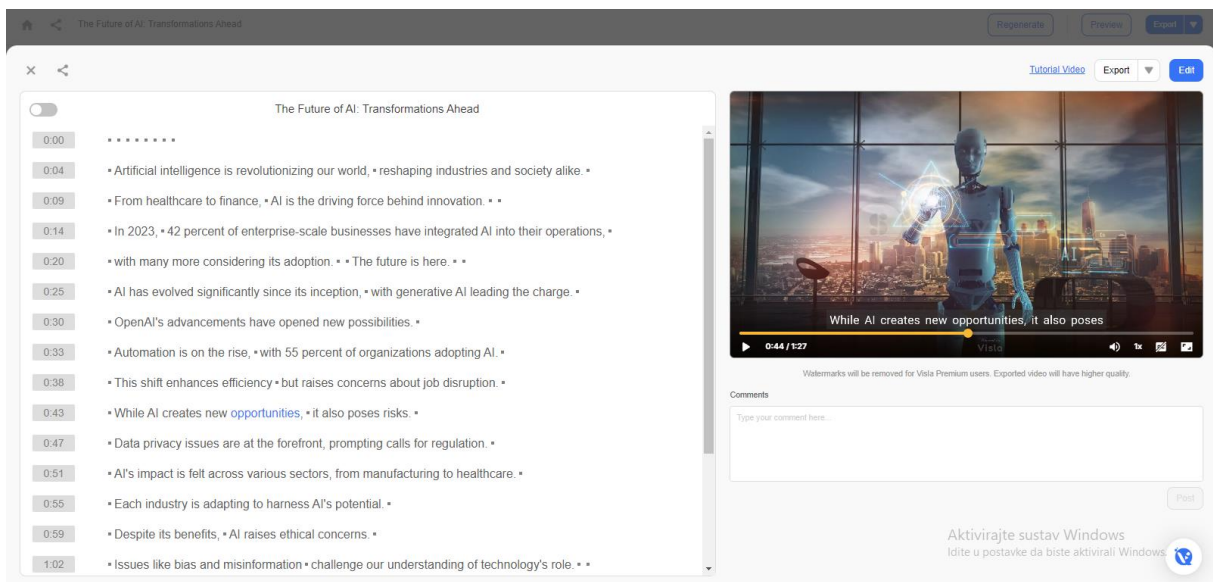 The Future of AI: Transformations Ahead
Regenerate
Preview
Export
Tutorial Video
Export
Edit
The Future of AI: Transformations Ahead
0:00
0:04 Artificial intelligence is revolutionizing our world, reshaping industries and society alike.
0:09 From healthcare to finance, AI is the driving force behind innovation.
0:14 In 2023, 42 percent of enterprise-scale businesses have integrated AI into their operations,
0:20 with many more considering its adoption. The future is here.
0:25 AI has evolved significantly since its inception, with generative AI leading the charge.
0:30 OpenAI's advancements have opened new possibilities.
0:33 Automation is on the rise, with 55 percent of organizations adopting AI.
0:38 This shift enhances efficiency but raises concerns about job disruption.
0:43 While AI creates new opportunities, it also poses risks.
0:47 Data privacy issues are at the forefront, prompting calls for regulation.
0:51 AI's impact is felt across various sectors, from manufacturing to healthcare.
0:55 Each industry is adapting to harness AI's potential.
0:59 Despite its benefits, AI raises ethical concerns.
1:02 Issues like bias and misinformation challenge our understanding of technology's role.
AI
While AI creates new opportunities, it also poses
0:44 / 1:27
Visla
1x
Watermarks will be removed for Visla Premium users. Exported video will have higher quality.
Comments
Type your comment here...
Post
Aktivirajte sustav Windows
Idite u postavke da biste aktivirali Windows.